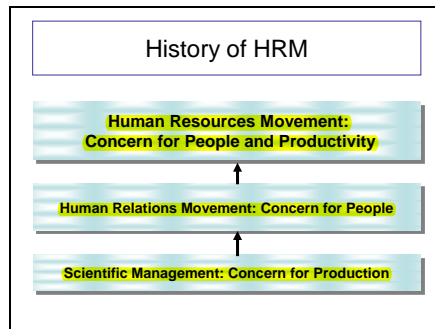 History of HRM
Human Resources Movement:
Concern for People and Productivity
Human Relations Movement: Concern for People
Scientific Management: Concern for Production